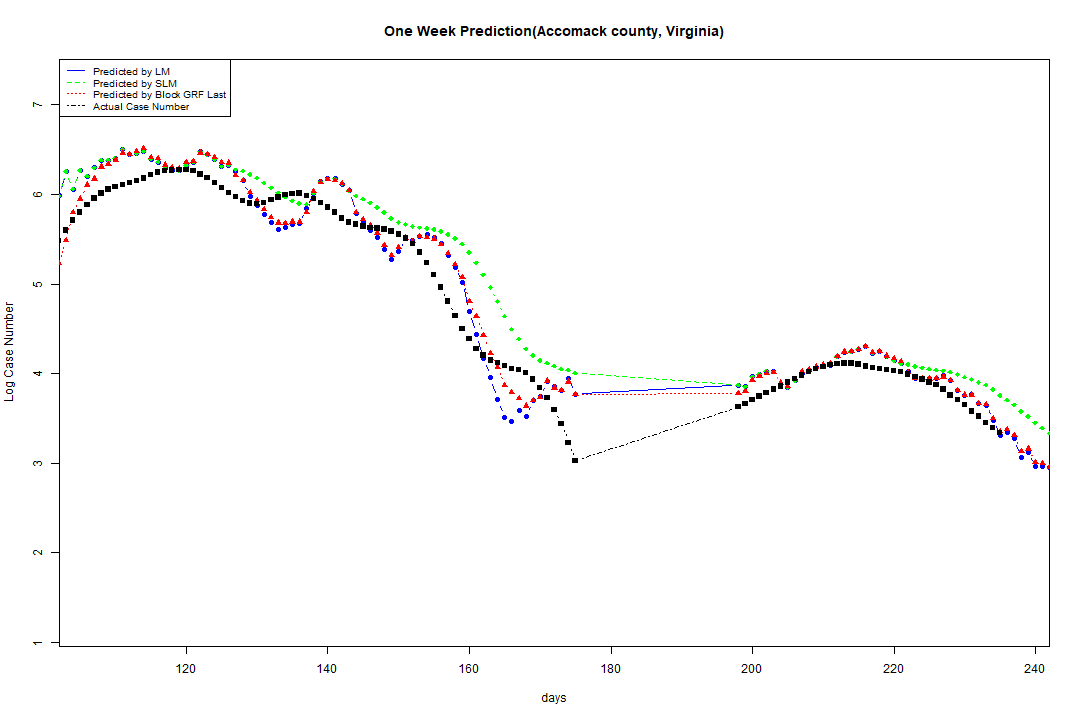 One Week Prediction(Accomack county, Virginia)
Predicted by LM
Predicted by SLM
Predicted by Block GRF Last
Actual Case Number
7
6
5
4
3
2
1
Log Case Number
120 140 160 180 200 220 240
days